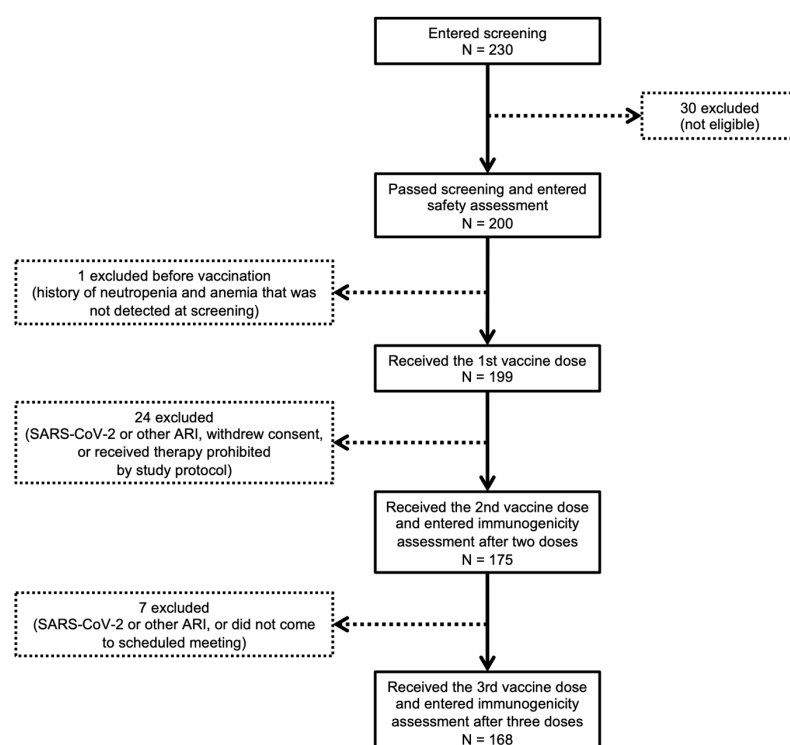 Entered screening
N = 230
30 excluded
(not eligible)
Passed screening and entered
safety assessment
N = 200
1 excluded before vaccination
(history of neutropenia and anemia that was
not detected at screening)
Received the 1st vaccine dose
N = 199
24 excluded
(SARS-CoV-2 or other ARI, withdrew consent,
or received therapy prohibited
by study protocol)
Received the 2nd vaccine dose
and entered immunogenicity
assessment after two doses
N = 175
7 excluded
(SARS-CoV-2 or other ARI, or did not come
to scheduled meeting)
Received the 3rd vaccine dose
and entered immunogenicity
assessment after three doses
N = 168